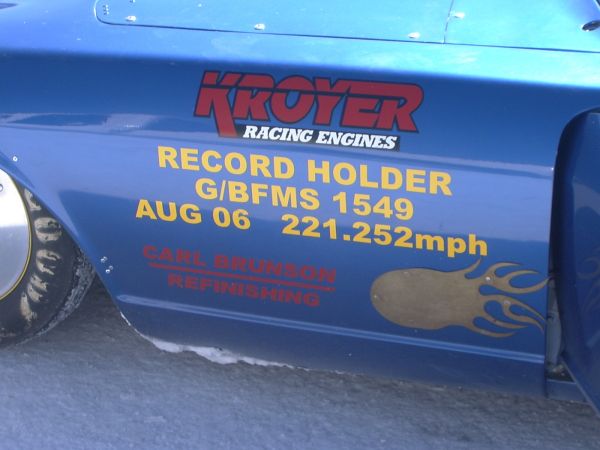 KROYER
RACING ENGINES
RECORD HOLDER
G/BFMS 1549
AUG 06 221.252mph
CARL BRUNSON
REFINISHING